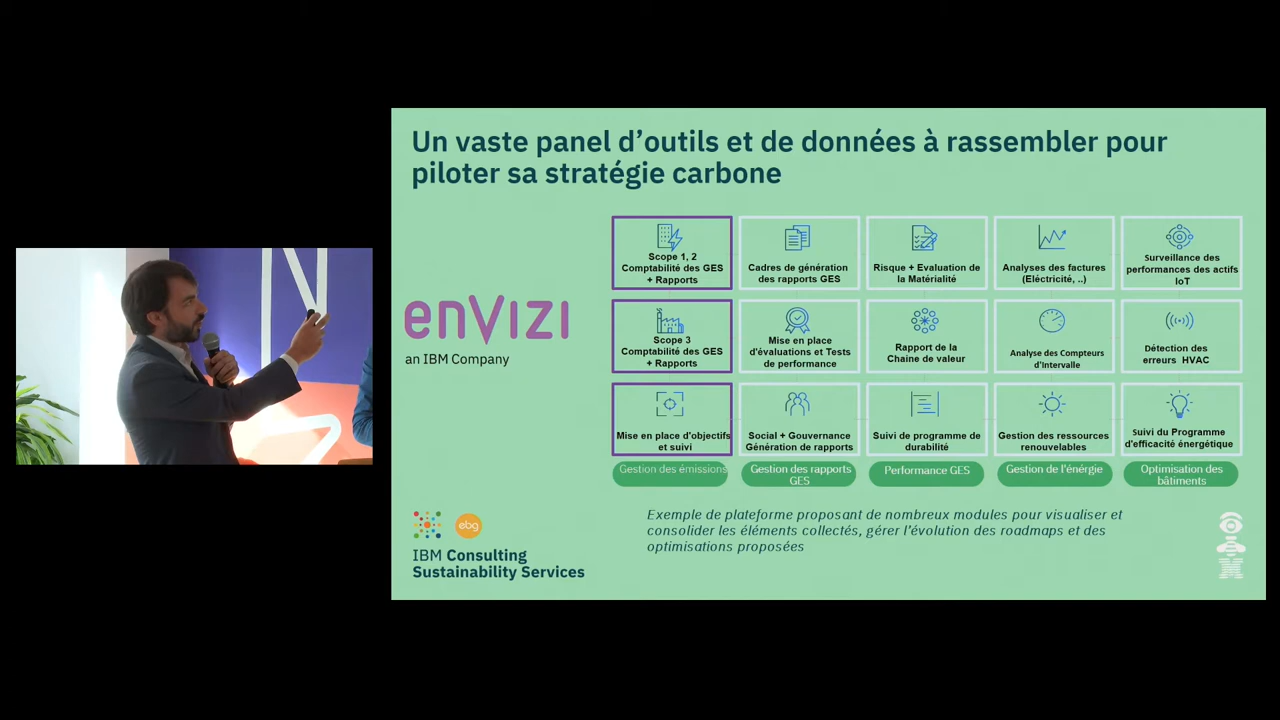 Un vaste panel d'outils et de données à rassembler pour
piloter sa stratégie carbone
enVIZI
an IBM Company
Scope 1, 2
Comptabilité des GES
+ Rapports
Cadres de génération
des rapports GES
Risque + Evaluation de
la Matérialité
Analyses des factures
(Eléctricité, ..)
Surveillance des
performances des actifs
IoT
Scope 3
Comptabilité des GES
+ Rapports
Mise en place
d'évaluations et Tests
de performance
Rapport de la
Chaine de valeur
Analyse des Compteurs
d'Intervalle
Détection des
erreurs HVAC
Mise en place d'objectifs
et suivi
Social + Gouvernance
Génération de rapports
Suivi de programme de
durabilité
Gestion des ressources
renouvelables
Suivi du Programme
d'efficacité énergétique
Gestion des émissions
Gestion des rapports
GES
Performance GES
Gestion de l'énérgie
Optimisation des
bâtiments
Exemple de plateforme proposant de nombreux modules pour visualiser et
consolider les éléments collectés, gérer l'évolution des roadmaps et des
optimisations proposées
ebg
IBM Consulting
Sustainability Services